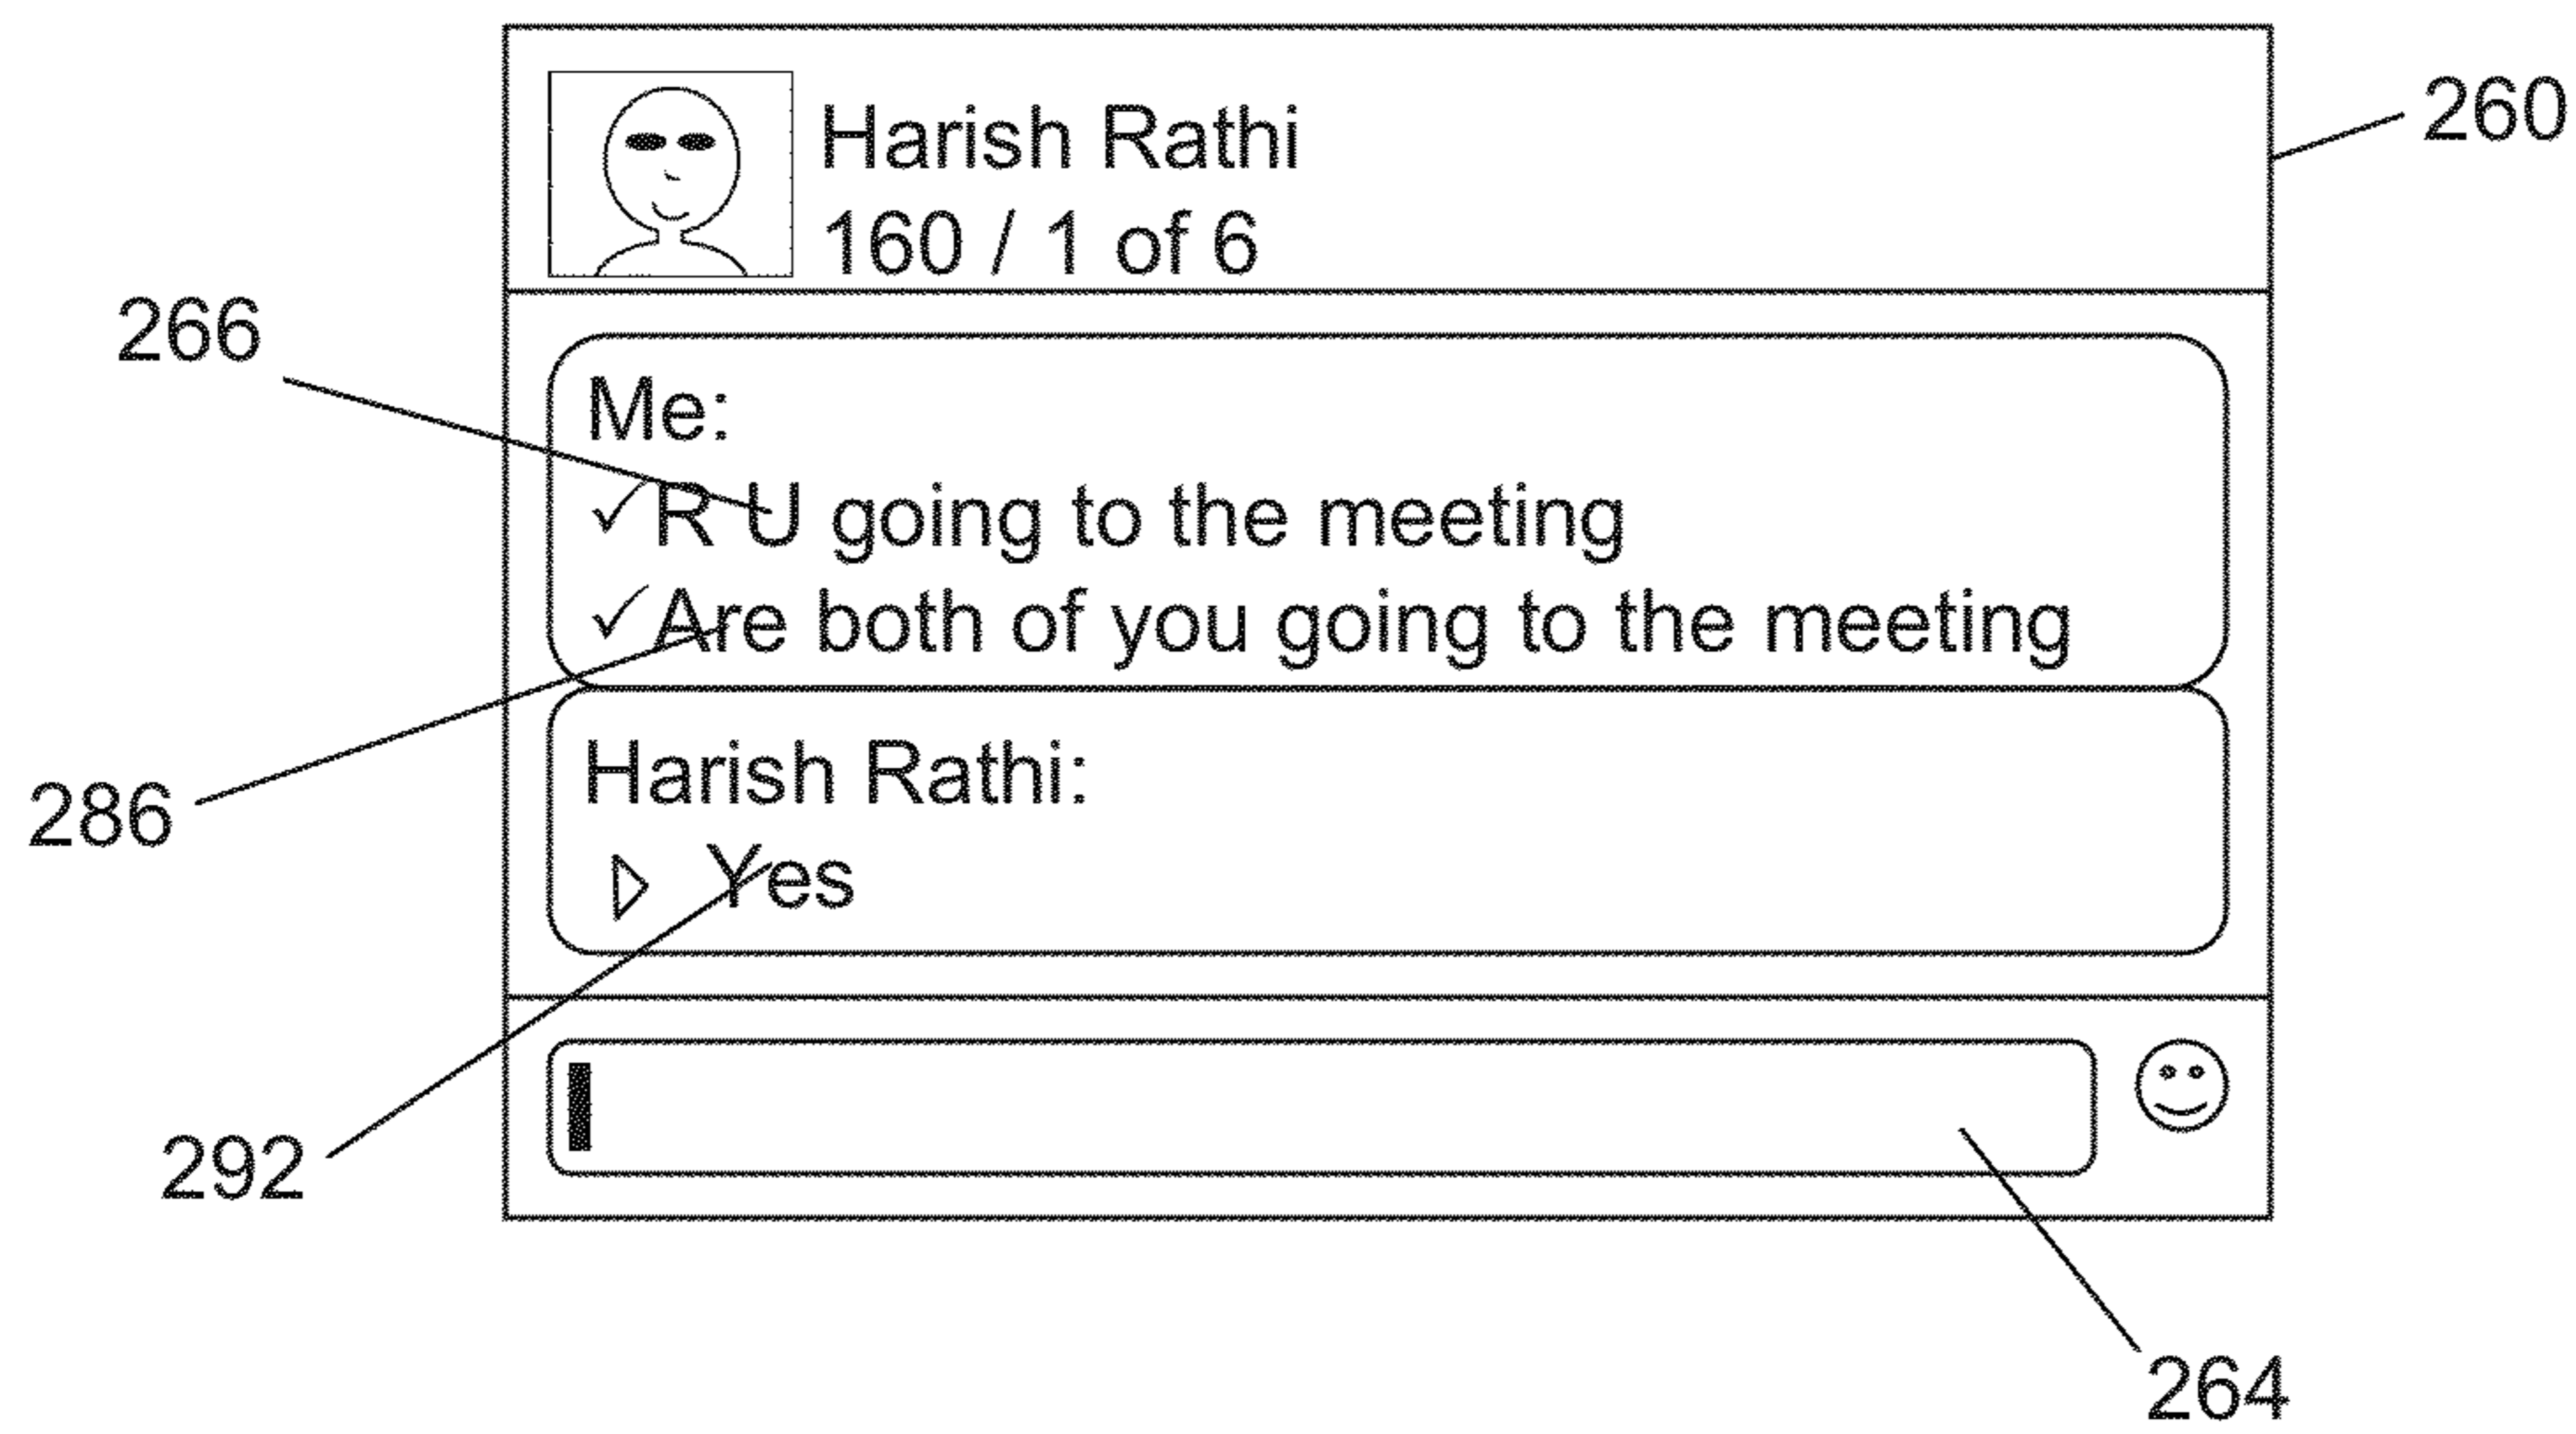 260
Harish Rathi
160 / 1 of 6
266
Me:
✓R U going to the meeting
✓Are both of you going to the meeting
286
Harish Rathi:
Yes
292
264